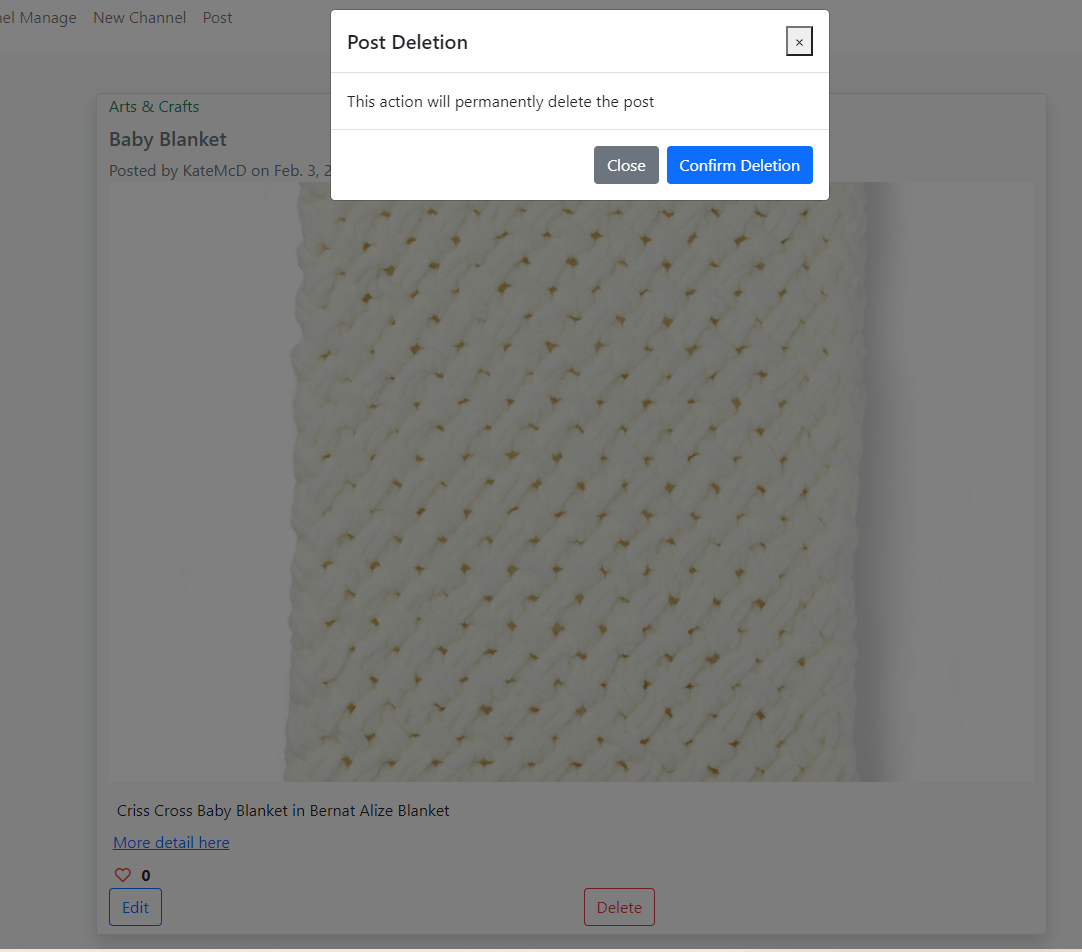 nel Manage New Channel Post
Post Deletion ×
This action will permanently delete the post
Close Confirm Deletion
Arts & Crafts
Baby Blanket
Posted by KateMcD on Feb. 3, 2
Criss Cross Baby Blanket in Bernat Alize Blanket
More detail here
0
Edit Delete